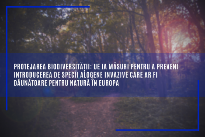 PROTEJAREA BIODIVERSITĂȚII: UE IA MĂSURI PENTRU A PREVENI
INTRODUCEREA DE SPECII ALOGENE INVAZIVE CARE AR FI
DĂUNĂTOARE PENTRU NATURĂ ÎN EUROPA